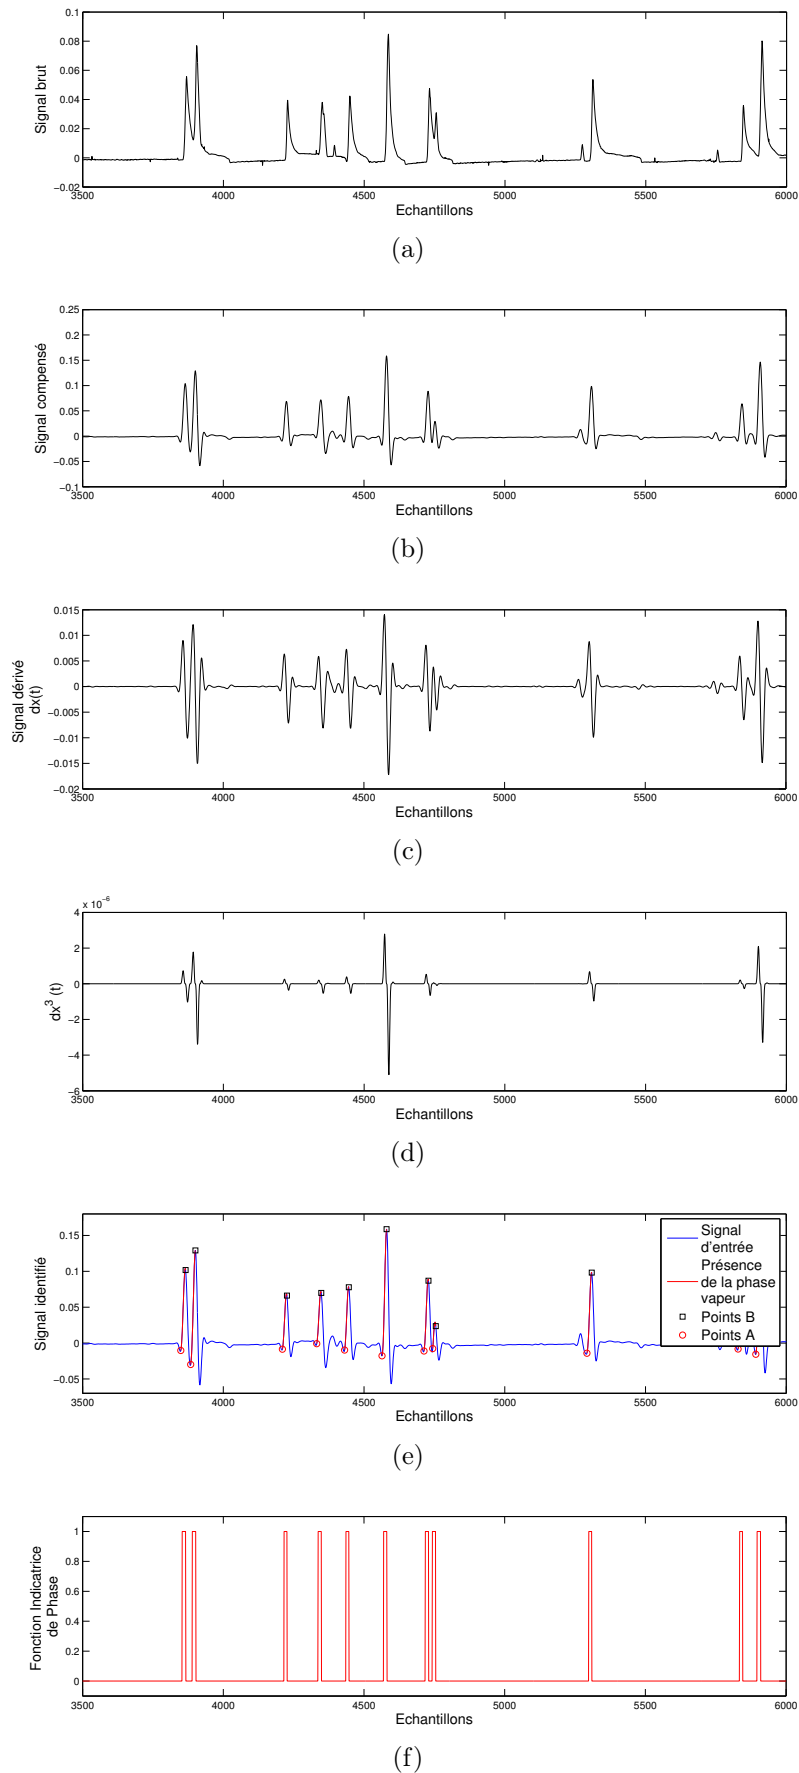 0.1
0.08
0.06
0.04
0.02
0
−0.02
Signal brut
3500 4000 4500 5000 5500 6000
Echantillons
(a)
0.25
0.2
0.15
0.1
0.05
0
−0.05
−0.1
Signal compensé
3500 4000 4500 5000 5500 6000
Echantillons
(b)
0.015
0.01
0.005
0
−0.005
−0.01
−0.015
−0.02
Signal dérivé
dx(t)
3500 4000 4500 5000 5500 6000
Echantillons
(c)
x 10⁻⁶
4
2
0
−2
−4
−6
dx³ (t)
3500 4000 4500 5000 5500 6000
Echantillons
(d)
0.15
0.1
0.05
0
−0.05
Signal identifié
Signal
d'entrée
Présence
de la phase
vapeur
Points B
Points A
3500 4000 4500 5000 5500 6000
Echantillons
(e)
1
0.8
0.6
0.4
0.2
0
Fonction Indicatrice
de Phase
3500 4000 4500 5000 5500 6000
Echantillons
(f)